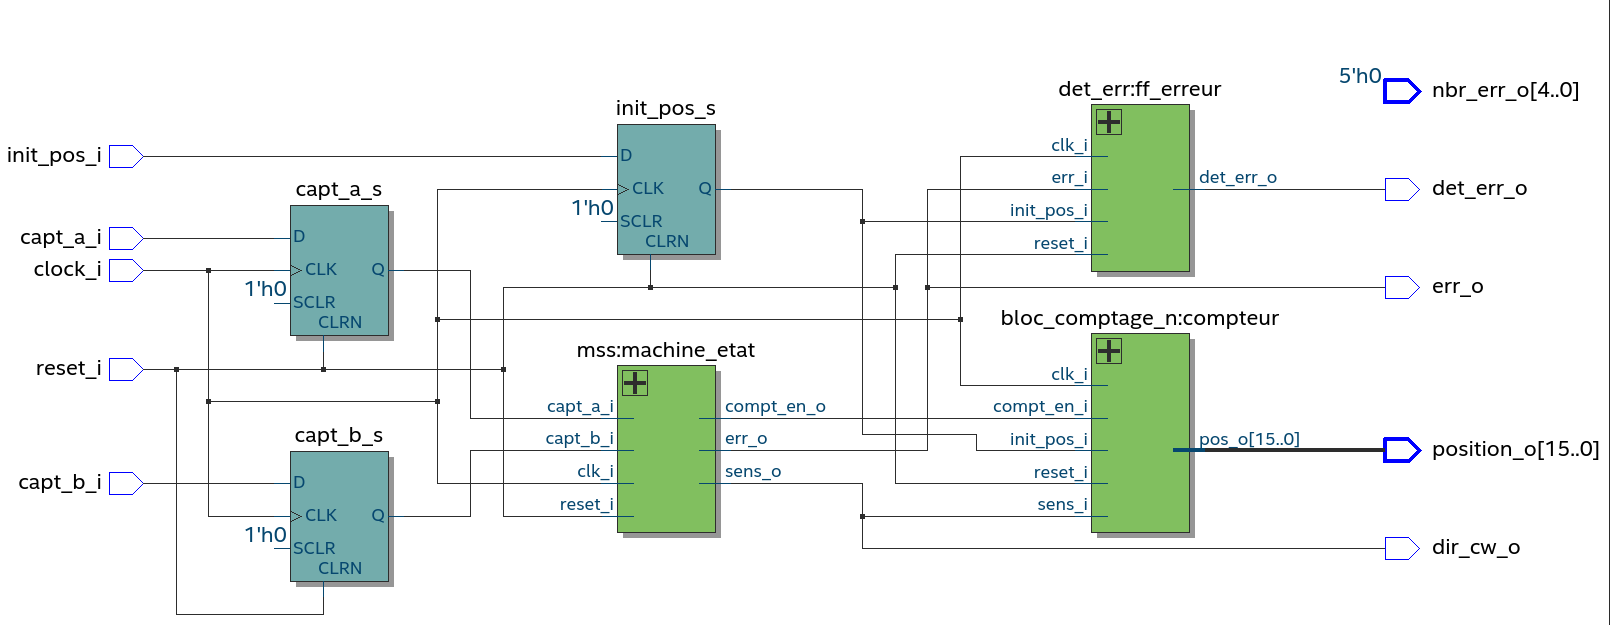 5'h0
nbr_err_o[4..0]
det_err:ff_erreur
init_pos_s
init_pos_i
D
clk_i
capt_a_s
CLK
Q
err_i
det_err_o
det_err_o
1'h0
SCLR
init_pos_i
capt_a_i
D
CLRN
reset_i
clock_i
CLK
Q
1'h0
SCLR
err_o
CLRN
bloc_comptage_n:compteur
mss:machine_etat
reset_i
clk_i
capt_a_i
compt_en_o
compt_en_i
capt_b_s
capt_b_i
err_o
init_pos_i
pos_o[15..0]
position_o[15..0]
clk_i
sens_o
reset_i
capt_b_i
D
reset_i
sens_i
CLK
Q
1'h0
SCLR
dir_cw_o
CLRN